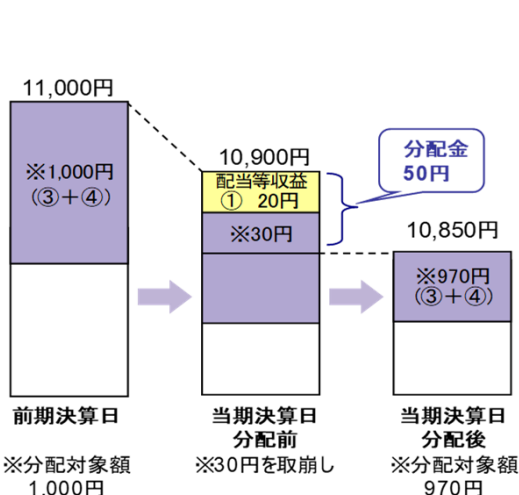 11,000円
※1,000円
(③+④)
前期決算日
※分配対象額
1,000円
10,900円
配当等収益
① 20円
※30円
当期決算日
分配前
※30円を取崩し
分配金
50円
10,850円
※970円
(③+④)
当期決算日
分配後
※分配対象額
970円